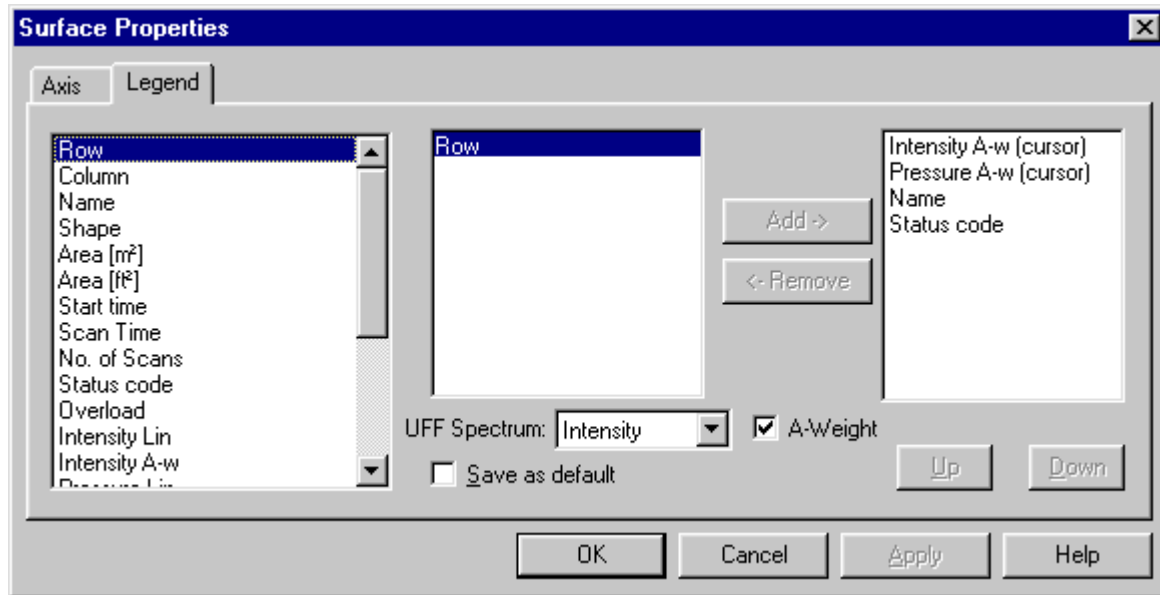 Surface Properties
Axis
Legend
Row
Column
Name
Shape
Area [m²]
Area [ft²]
Start time
Scan Time
No. of Scans
Status code
Overload
Intensity Lin
Intensity A-w
Pressure Lin
Row
Add ->
<- Remove
Intensity A-w (cursor)
Pressure A-w (cursor)
Name
Status code
UFF Spectrum: Intensity
A-Weight
Save as default
Up
Down
OK
Cancel
Apply
Help